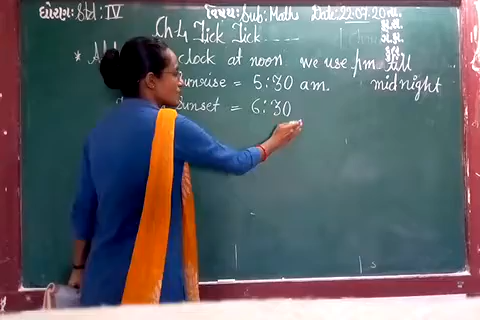 ધોરણ: Std: IV વિષય: Sub: Maths Date: 22.07.20
Ch-4 Tick Tick....
* clock at noon we use pm till
sunrise = 5:30 am. midnight
sunset = 6:30